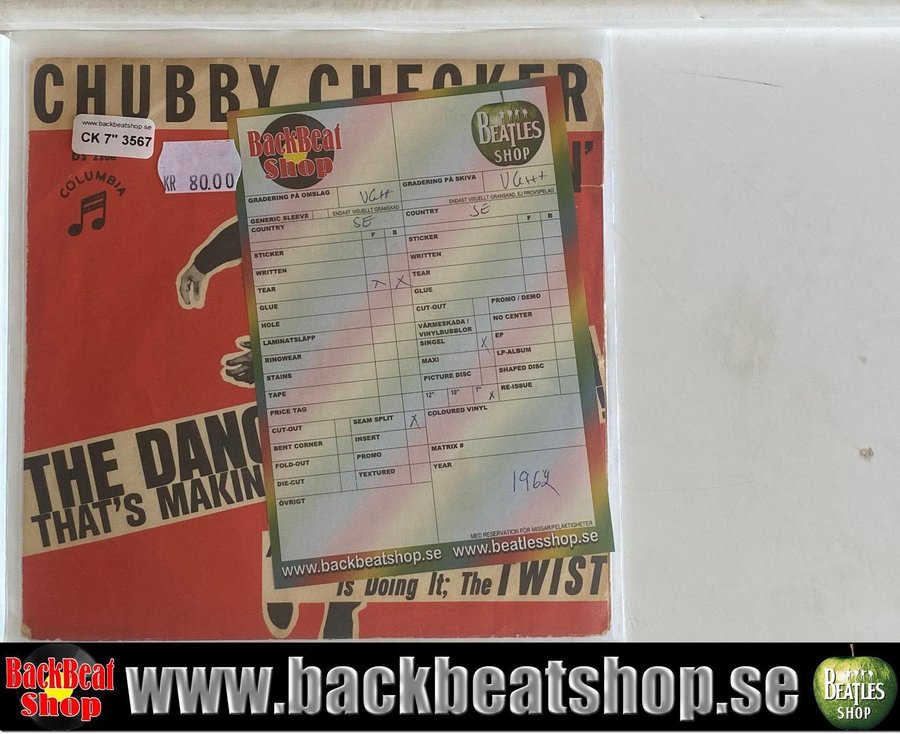 CHUBBY CHECKER
www.backbeatshop.se
CK 7" 3567
KR 80.00
COLUMBIA
BackBeat
Shop
BEATLES
SHOP
GRADERING PÅ OMSLAG VG++
GRADERING PÅ SKIVA VG++
ENDAST VISUELLT GRANSKAD
ENDAST VISUELLT GRANSKAD, EJ PROVSPELAD
GENERIC SLEEVE
COUNTRY SE
COUNTRY SE
F B
F B
STICKER
STICKER
WRITTEN
WRITTEN
TEAR X X
TEAR
GLUE
GLUE
HOLE
CUT-OUT
PROMO / DEMO
LAMINATSLÄPP
VÄRMESKADA /
VINYLBUBBLOR
NO CENTER
RINGWEAR
SINGEL X
EP
STAINS
MAXI
LP-ALBUM
TAPE
PICTURE DISC
SHAPED DISC
12" 10" 7" X
RE-ISSUE
PRICE TAG
COLOURED VINYL
CUT-OUT
SEAM SPLIT X
BENT CORNER
INSERT
MATRIX #
FOLD-OUT
PROMO
YEAR
DIE-CUT
TEXTURED
1962
ÖVRIGT
MED RESERVATION FÖR MISSAR/FELAKTIGHETER
www.backbeatshop.se www.beatlesshop.se
THE DANC
THAT'S MAKIN
Is Doing It; The TWIST
BackBeat
Shop
www.backbeatshop.se
BEATLES
SHOP